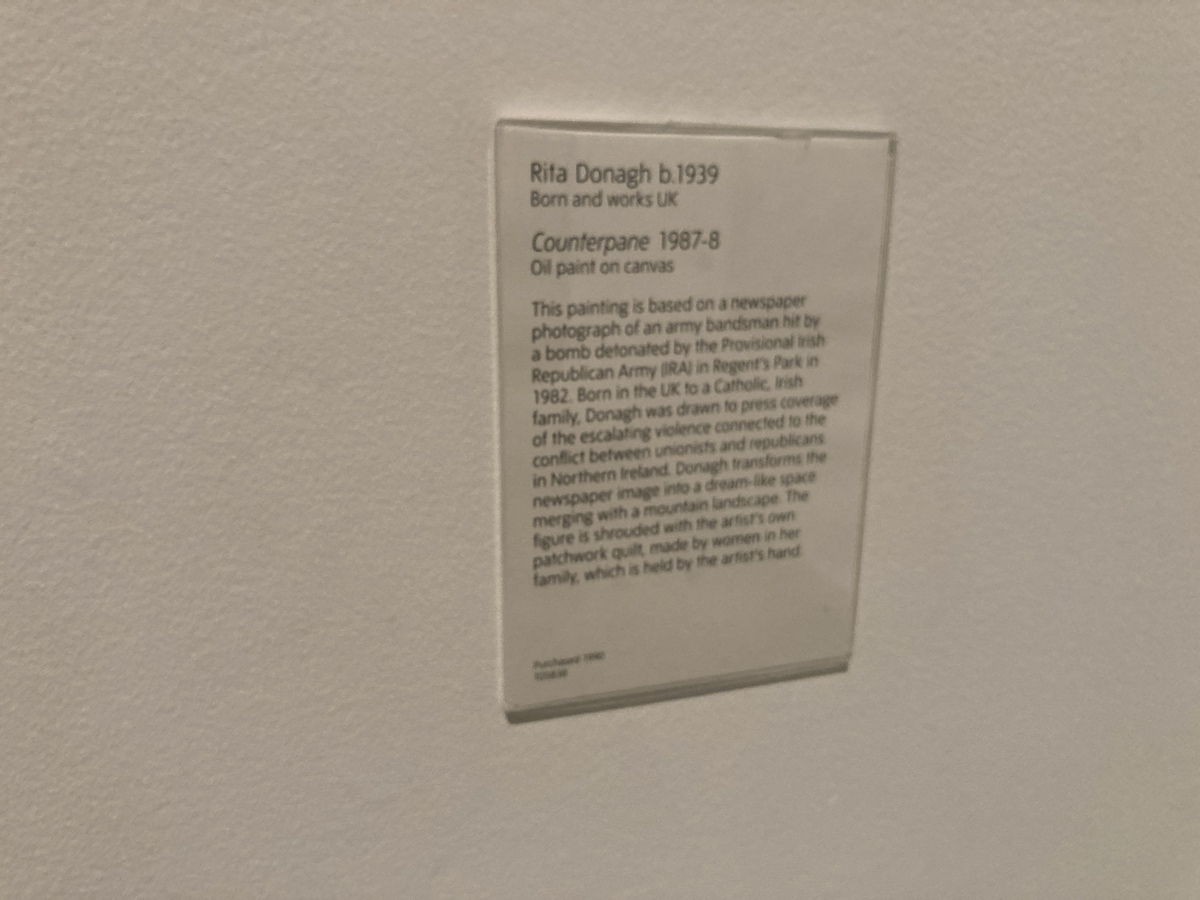 Rita Donagh b.1939
Born and works UK
Counterpane 1987-8
Oil paint on canvas
This painting is based on a newspaper
photograph of an army bandsman hit by
a bomb detonated by the Provisional Irish
Republican Army (IRA) in Regent's Park in
1982. Born in the UK to a Catholic, Irish
family, Donagh was drawn to press coverage
of the escalating violence connected to the
conflict between unionists and republicans
in Northern Ireland. Donagh transforms the
newspaper image into a dream-like space
merging with a mountain landscape. The
figure is shrouded with the artist's own
patchwork quilt, made by women in her
family, which is held by the artist's hand.
Purchased